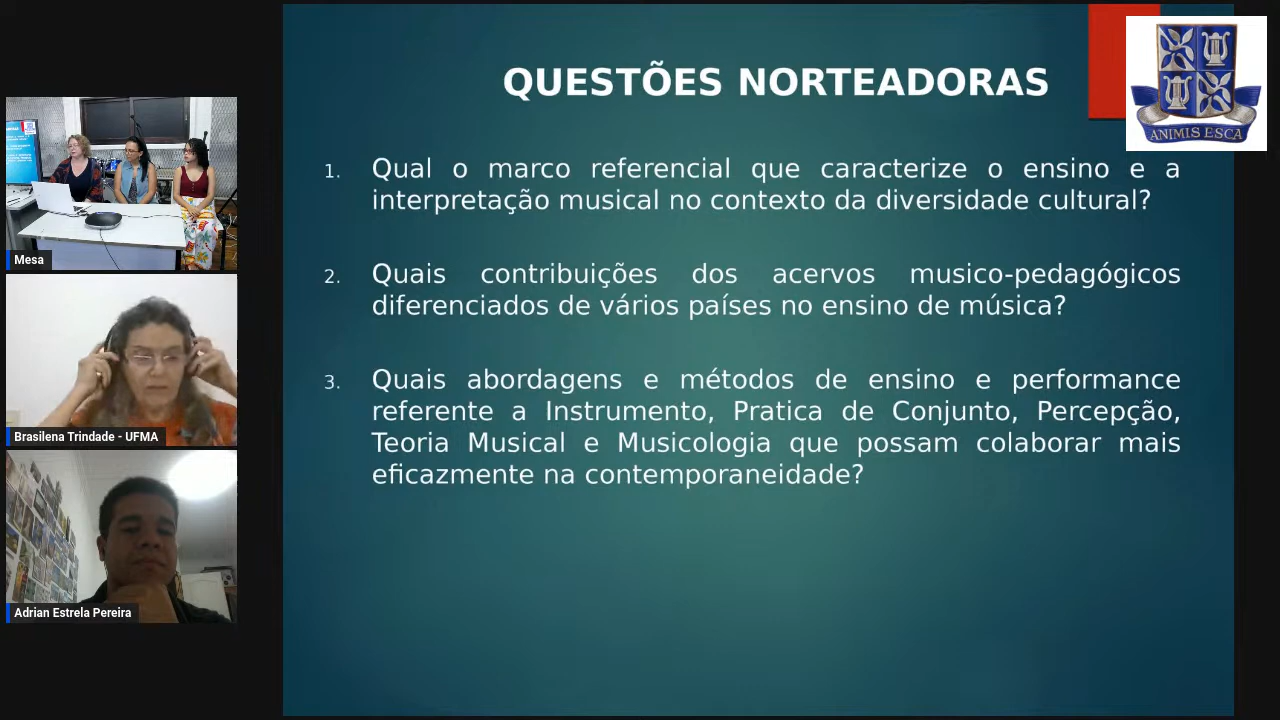 QUESTÕES NORTEADORAS
ANIMIS ESCA
1. Qual o marco referencial que caracterize o ensino e a
interpretação musical no contexto da diversidade cultural?
2. Quais contribuições dos acervos musico-pedagógicos
diferenciados de vários países no ensino de música?
3. Quais abordagens e métodos de ensino e performance
referente a Instrumento, Pratica de Conjunto, Percepção,
Teoria Musical e Musicologia que possam colaborar mais
eficazmente na contemporaneidade?
Mesa
Brasilena Trindade - UFMA
Adrian Estrela Pereira